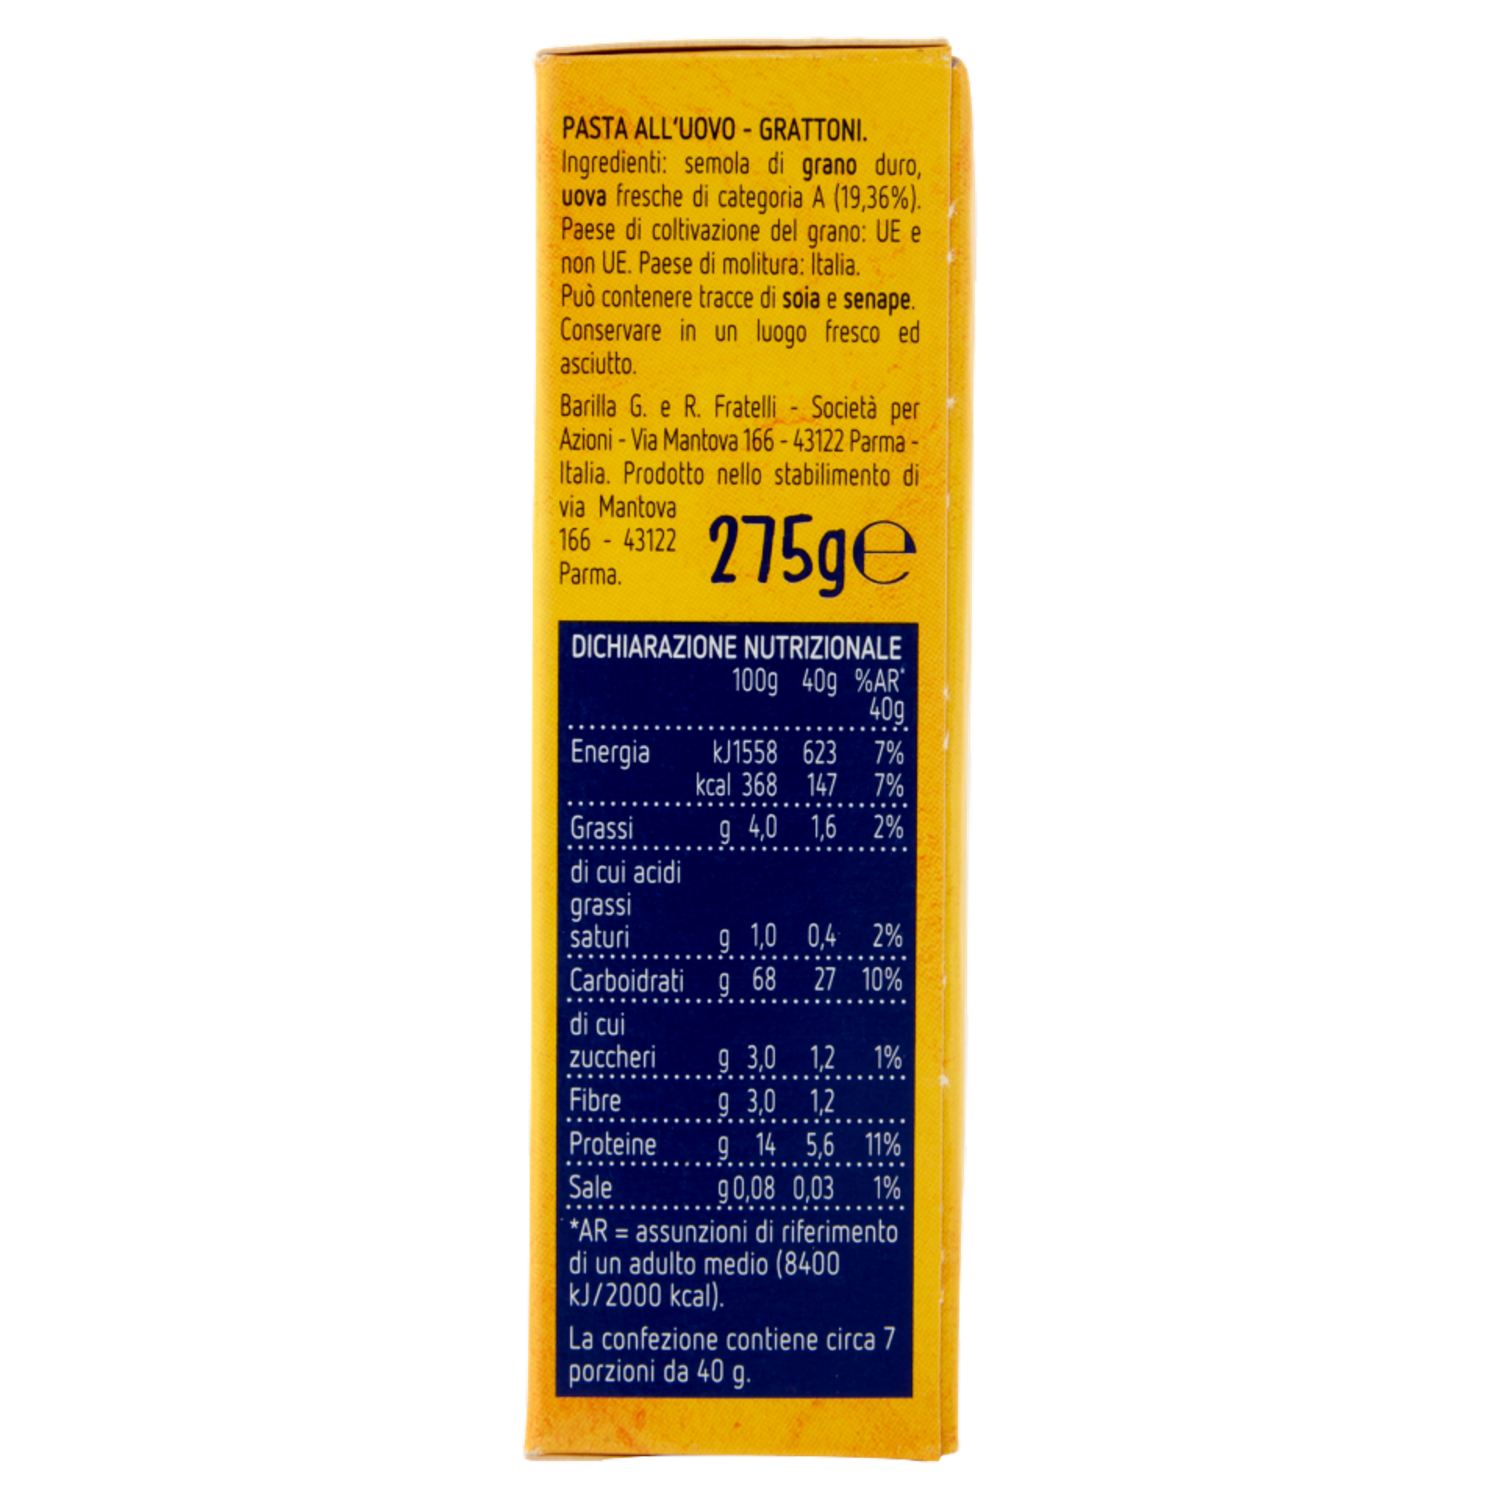 PASTA ALL'UOVO - GRATTONI.
Ingredienti: semola di grano duro,
uova fresche di categoria A (19,36%).
Paese di coltivazione del grano: UE e
non UE. Paese di molitura: Italia.
Può contenere tracce di soia e senape.
Conservare in un luogo fresco ed
asciutto.
Barilla G. e R. Fratelli - Società per
Azioni - Via Mantova 166 - 43122 Parma -
Italia. Prodotto nello stabilimento di
via Mantova
166 - 43122
Parma.
275g℮
DICHIARAZIONE NUTRIZIONALE
100g 40g %AR*
40g
Energia kJ1558 623 7%
kcal 368 147 7%
Grassi g 4,0 1,6 2%
di cui acidi
grassi
saturi g 1,0 0,4 2%
Carboidrati g 68 27 10%
di cui
zuccheri g 3,0 1,2 1%
Fibre g 3,0 1,2
Proteine g 14 5,6 11%
Sale g0,08 0,03 1%
*AR = assunzioni di riferimento
di un adulto medio (8400
kJ/2000 kcal).
La confezione contiene circa 7
porzioni da 40 g.